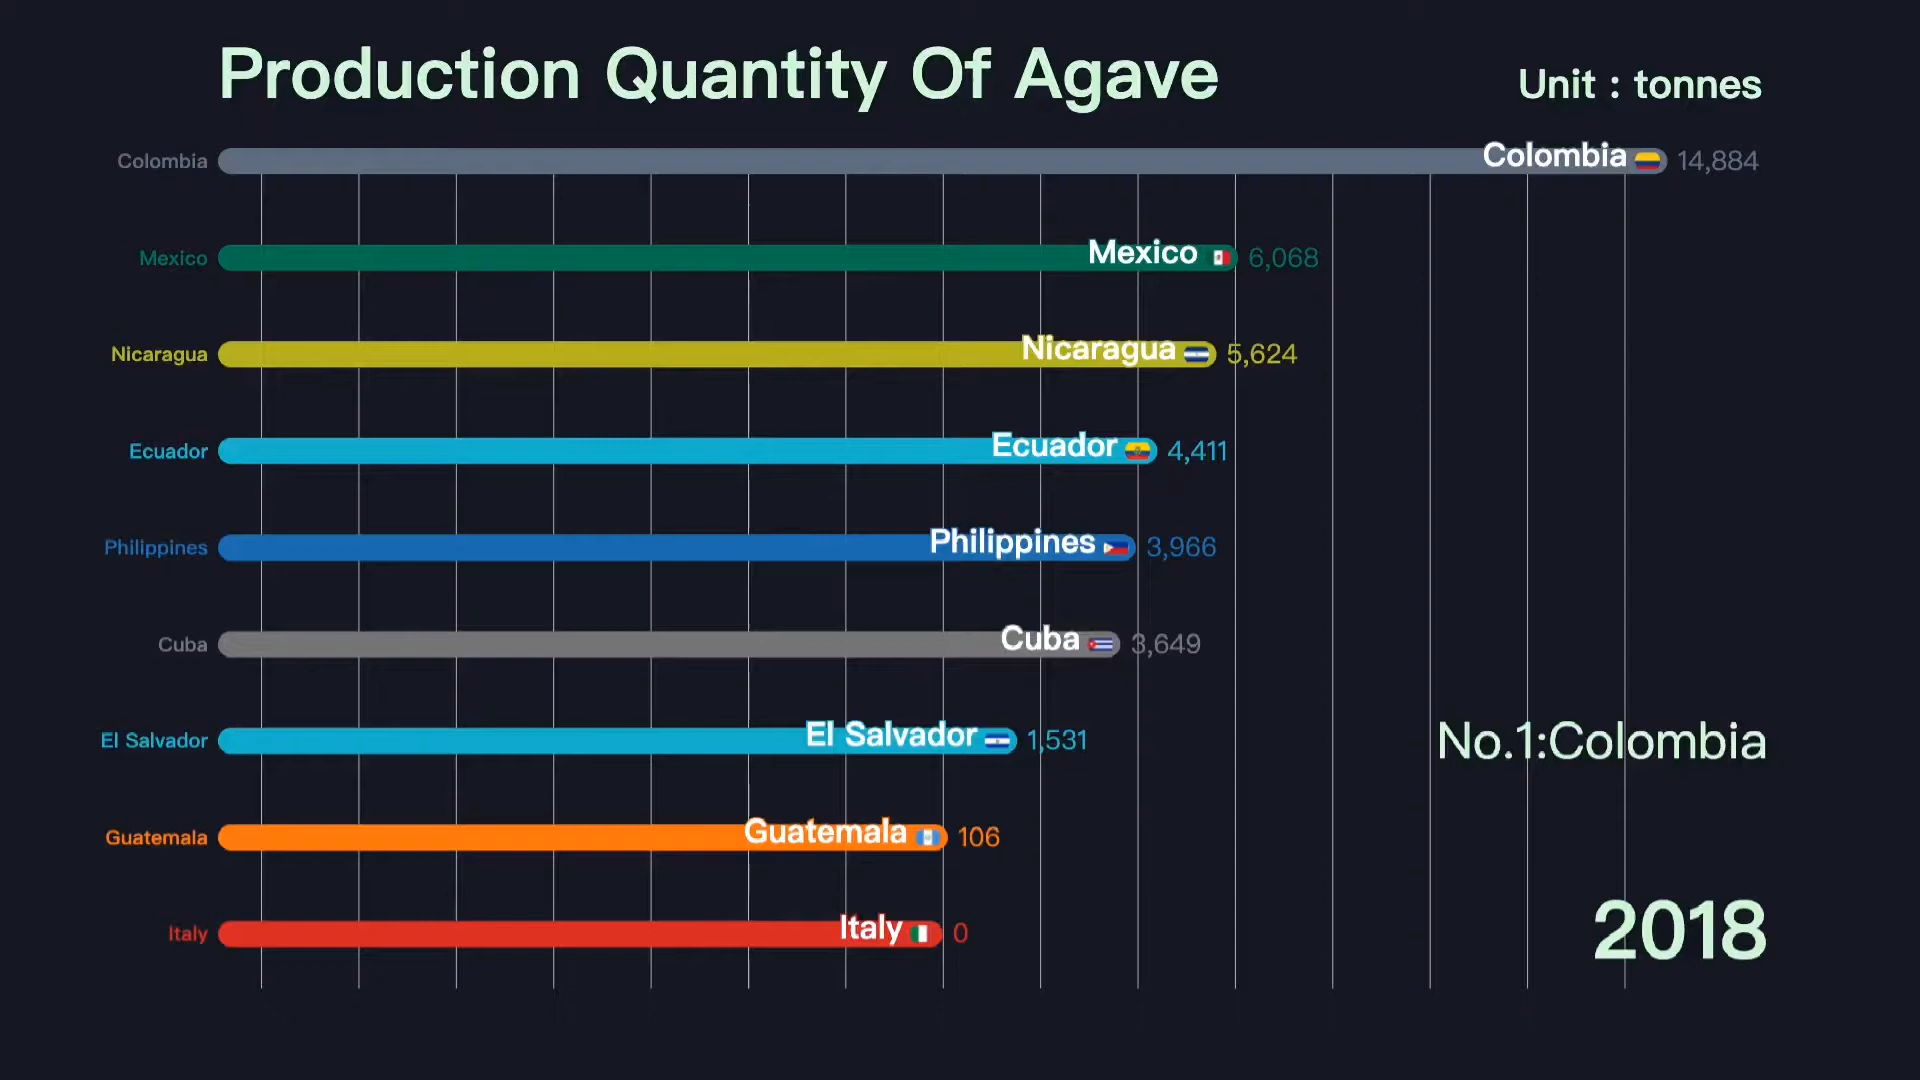 Production Quantity Of Agave
Unit : tonnes
Colombia Colombia 14,884
Mexico Mexico 6,068
Nicaragua Nicaragua 5,624
Ecuador Ecuador 4,411
Philippines Philippines 3,966
Cuba Cuba 3,649
El Salvador El Salvador 1,531
No.1:Colombia
Guatemala Guatemala 106
Italy Italy 0
2018